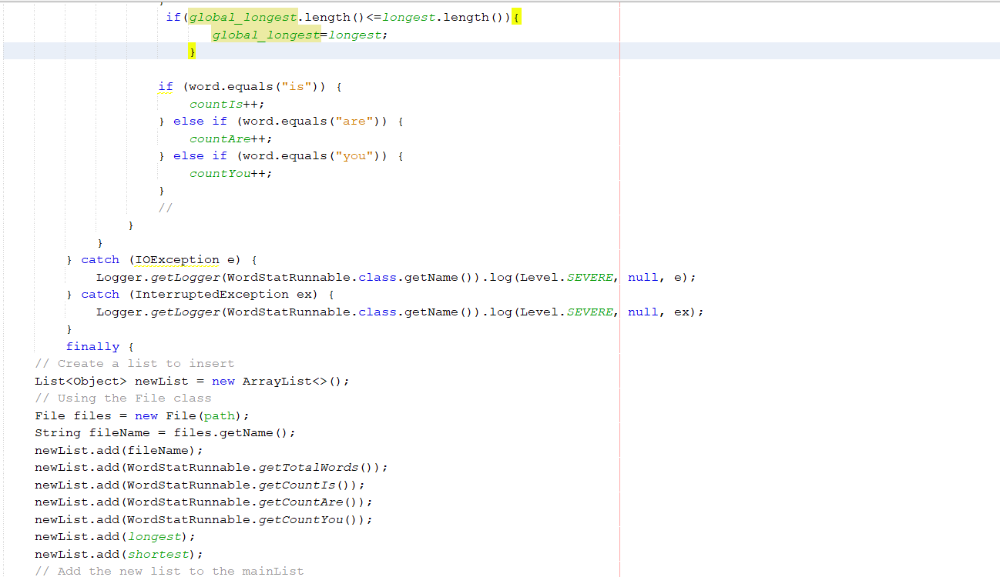 }
if(global_longest.length()<=longest.length()){
global_longest=longest;
}
if (word.equals("is")) {
countIs++;
} else if (word.equals("are")) {
countAre++;
} else if (word.equals("you")) {
countYou++;
}
//
}
}
} catch (IOException e) {
Logger.getLogger(WordStatRunnable.class.getName()).log(Level.SEVERE, null, e);
} catch (InterruptedException ex) {
Logger.getLogger(WordStatRunnable.class.getName()).log(Level.SEVERE, null, ex);
}
finally {
// Create a list to insert
List<Object> newList = new ArrayList<>();
// Using the File class
File files = new File(path);
String fileName = files.getName();
newList.add(fileName);
newList.add(WordStatRunnable.getTotalWords());
newList.add(WordStatRunnable.getCountIs());
newList.add(WordStatRunnable.getCountAre());
newList.add(WordStatRunnable.getCountYou());
newList.add(longest);
newList.add(shortest);
// Add the new list to the mainList